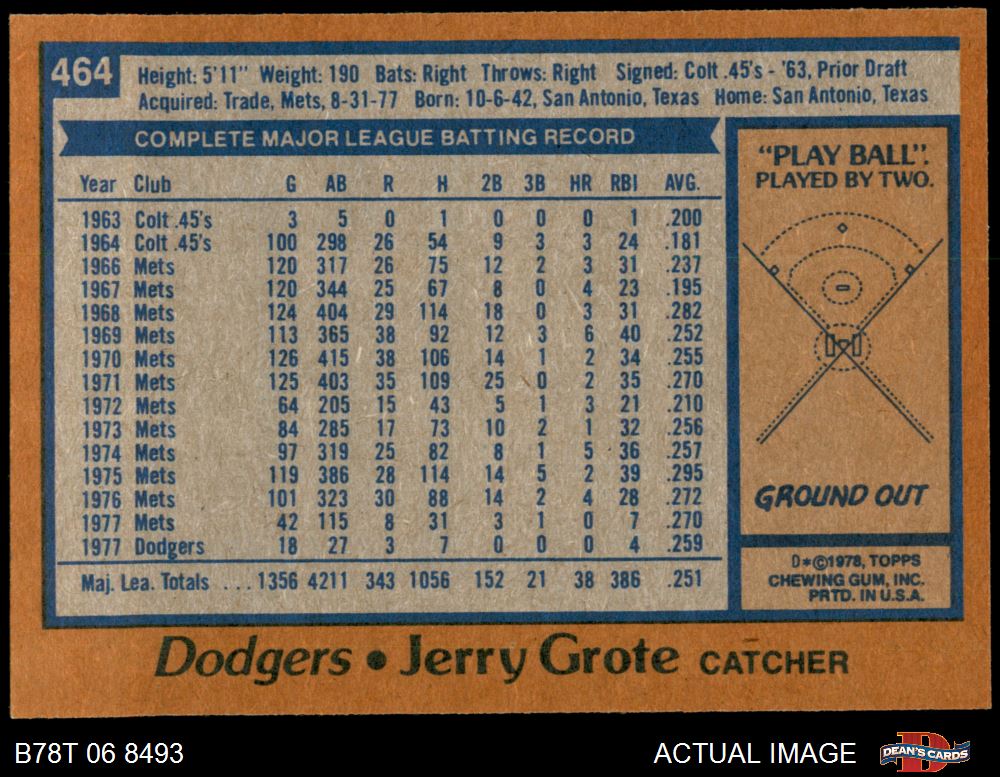 464
Height: 5'11" Weight: 190 Bats: Right Throws: Right Signed: Colt .45's - '63, Prior Draft
Acquired: Trade, Mets, 8-31-77 Born: 10-6-42, San Antonio, Texas Home: San Antonio, Texas
COMPLETE MAJOR LEAGUE BATTING RECORD
Year Club G AB R H 2B 3B HR RBI AVG.
1963 Colt .45's 3 5 0 1 0 0 0 1 .200
1964 Colt .45's 100 298 26 54 9 3 3 24 .181
1966 Mets 120 317 26 75 12 2 3 31 .237
1967 Mets 120 344 25 67 8 0 4 23 .195
1968 Mets 124 404 29 114 18 0 3 31 .282
1969 Mets 113 365 38 92 12 3 6 40 .252
1970 Mets 126 415 38 106 14 1 2 34 .255
1971 Mets 125 403 35 109 25 0 2 35 .270
1972 Mets 64 205 15 43 5 1 3 21 .210
1973 Mets 84 285 17 73 10 2 1 32 .256
1974 Mets 97 319 25 82 8 1 5 36 .257
1975 Mets 119 386 28 114 14 5 2 39 .295
1976 Mets 101 323 30 88 14 2 4 28 .272
1977 Mets 42 115 8 31 3 1 0 7 .270
1977 Dodgers 18 27 3 7 0 0 0 4 .259
Maj. Lea. Totals .... 1356 4211 343 1056 152 21 38 386 .251
"PLAY BALL".
PLAYED BY TWO.
GROUND OUT
D*©1978, TOPPS
CHEWING GUM, INC.
PRTD. IN U.S.A.
Dodgers • Jerry Grote CATCHER
B78T 06 8493
ACTUAL IMAGE
DEAN'S CARDS